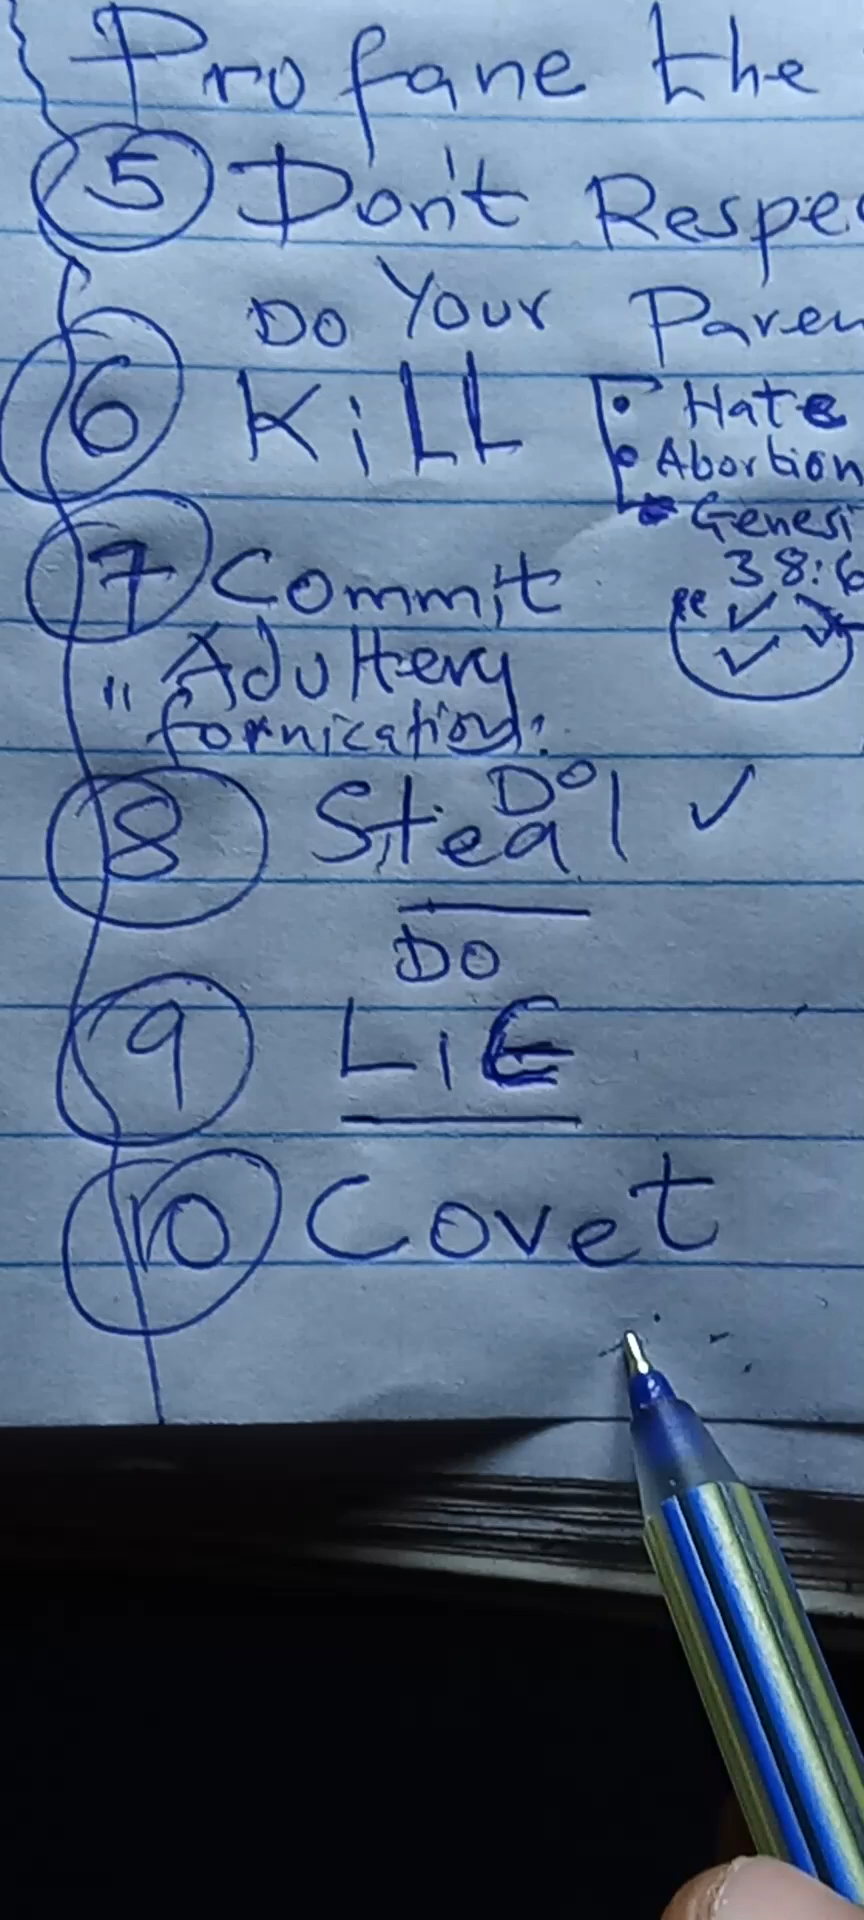 Profane the
5 Don't Respe
Do Your Paren
6 KiLL • Hate
• Abortion
• Genesi
38:6
7 Commit
" Adultery
fornication.
Do
8 Steal ✓
Do
9 LiE
10 Covet